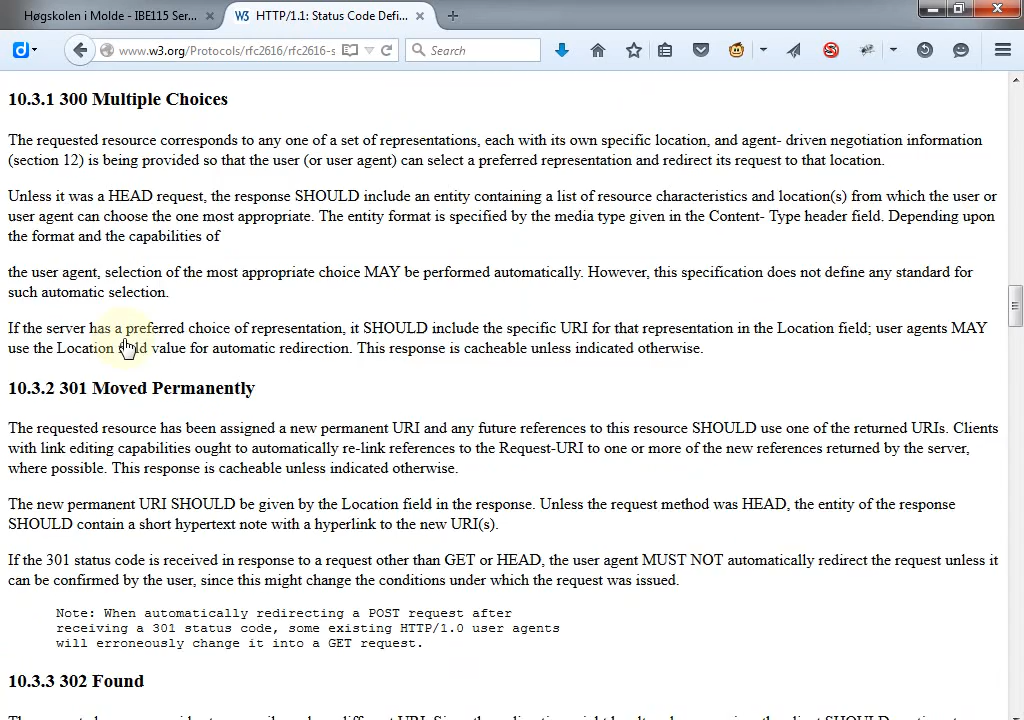 Høgskolen i Molde - IBE115 Ser...
W3 HTTP/1.1: Status Code Defi...
www.w3.org/Protocols/rfc2616/rfc2616-s
Search
10.3.1 300 Multiple Choices
The requested resource corresponds to any one of a set of representations, each with its own specific location, and agent- driven negotiation information
(section 12) is being provided so that the user (or user agent) can select a preferred representation and redirect its request to that location.
Unless it was a HEAD request, the response SHOULD include an entity containing a list of resource characteristics and location(s) from which the user or
user agent can choose the one most appropriate. The entity format is specified by the media type given in the Content- Type header field. Depending upon
the format and the capabilities of
the user agent, selection of the most appropriate choice MAY be performed automatically. However, this specification does not define any standard for
such automatic selection.
If the server has a preferred choice of representation, it SHOULD include the specific URI for that representation in the Location field; user agents MAY
use the Location field value for automatic redirection. This response is cacheable unless indicated otherwise.
10.3.2 301 Moved Permanently
The requested resource has been assigned a new permanent URI and any future references to this resource SHOULD use one of the returned URIs. Clients
with link editing capabilities ought to automatically re-link references to the Request-URI to one or more of the new references returned by the server,
where possible. This response is cacheable unless indicated otherwise.
The new permanent URI SHOULD be given by the Location field in the response. Unless the request method was HEAD, the entity of the response
SHOULD contain a short hypertext note with a hyperlink to the new URI(s).
If the 301 status code is received in response to a request other than GET or HEAD, the user agent MUST NOT automatically redirect the request unless it
can be confirmed by the user, since this might change the conditions under which the request was issued.
Note: When automatically redirecting a POST request after
receiving a 301 status code, some existing HTTP/1.0 user agents
will erroneously change it into a GET request.
10.3.3 302 Found